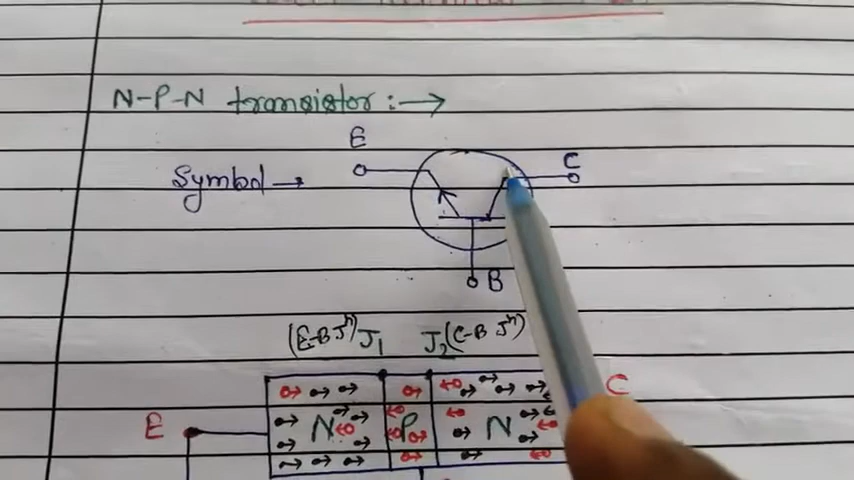 N-P-N transistor :→
E
Symbol →
C
B
(E-B Jⁿ) J₁ J₂ (C-B Jⁿ)
C
E
N P N